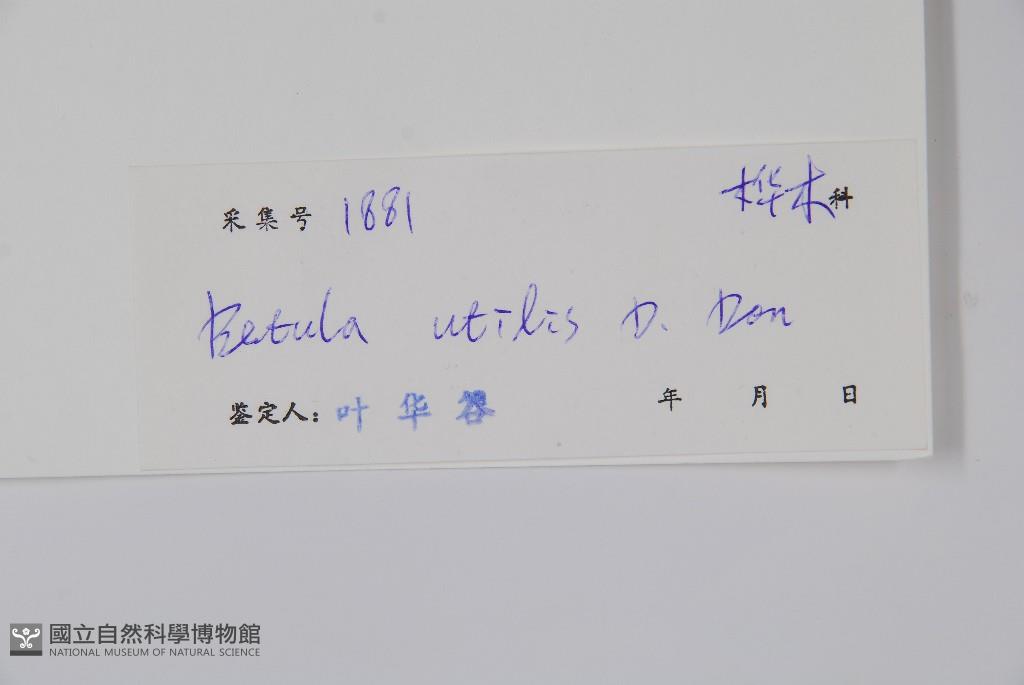 采集号 1881 桦木科
Betula utilis D. Don
鉴定人：叶华谷 年 月 日
國立自然科學博物館
NATIONAL MUSEUM OF NATURAL SCIENCE